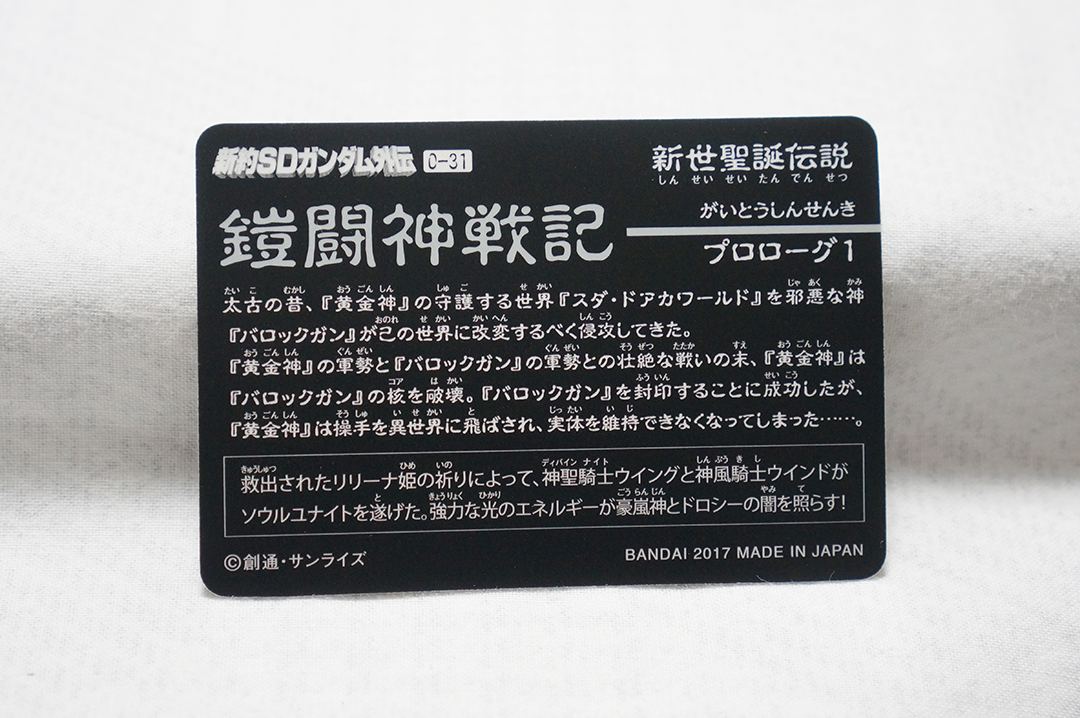 新約SDガンダム外伝 0-31
新世聖誕伝説
しん せい せい たん でん せつ
鎧闘神戦記
がいとうしんせんき
プロローグ1
太古の昔、『黄金神』の守護する世界『スダ・ドアカワールド』を邪悪な神
『バロックガン』が己の世界に改変するべく侵攻してきた。
『黄金神』の軍勢と『バロックガン』の軍勢との壮絶な戦いの末、『黄金神』は
『バロックガン』の核を破壊。『バロックガン』を封印することに成功したが、
『黄金神』は操手を異世界に飛ばされ、実体を維持できなくなってしまった……。
救出されたリリーナ姫の祈りによって、神聖騎士ウイングと神風騎士ウインドが
ソウルユナイトを遂げた。強力な光のエネルギーが豪嵐神とドロシーの闇を照らす!
©創通・サンライズ
BANDAI 2017 MADE IN JAPAN